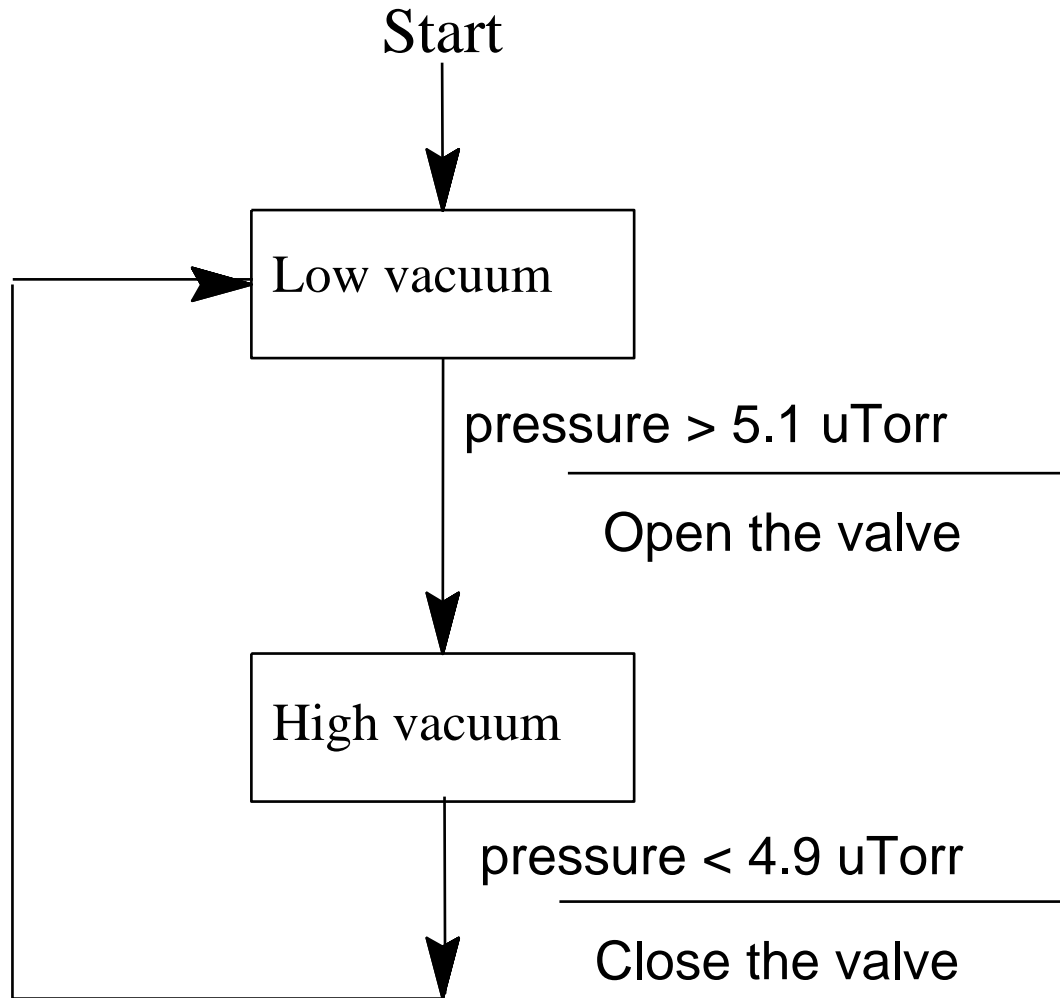 Start
Low vacuum
pressure > 5.1 uTorr
Open the valve
High vacuum
pressure < 4.9 uTorr
Close the valve